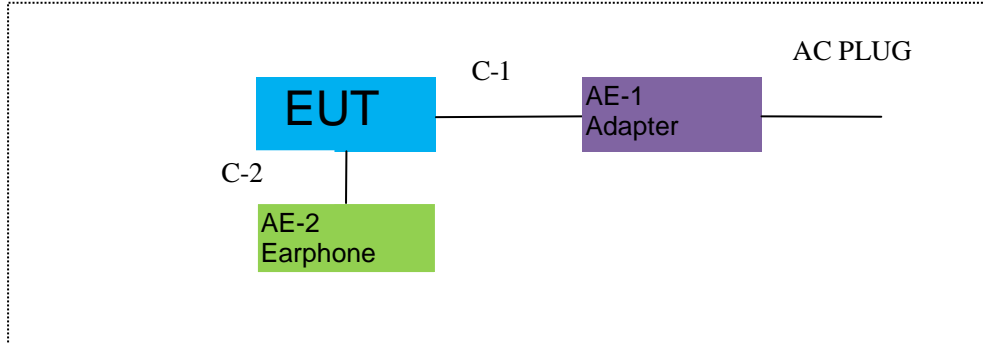 AC PLUG
C-1
EUT
AE-1
Adapter
C-2
AE-2
Earphone